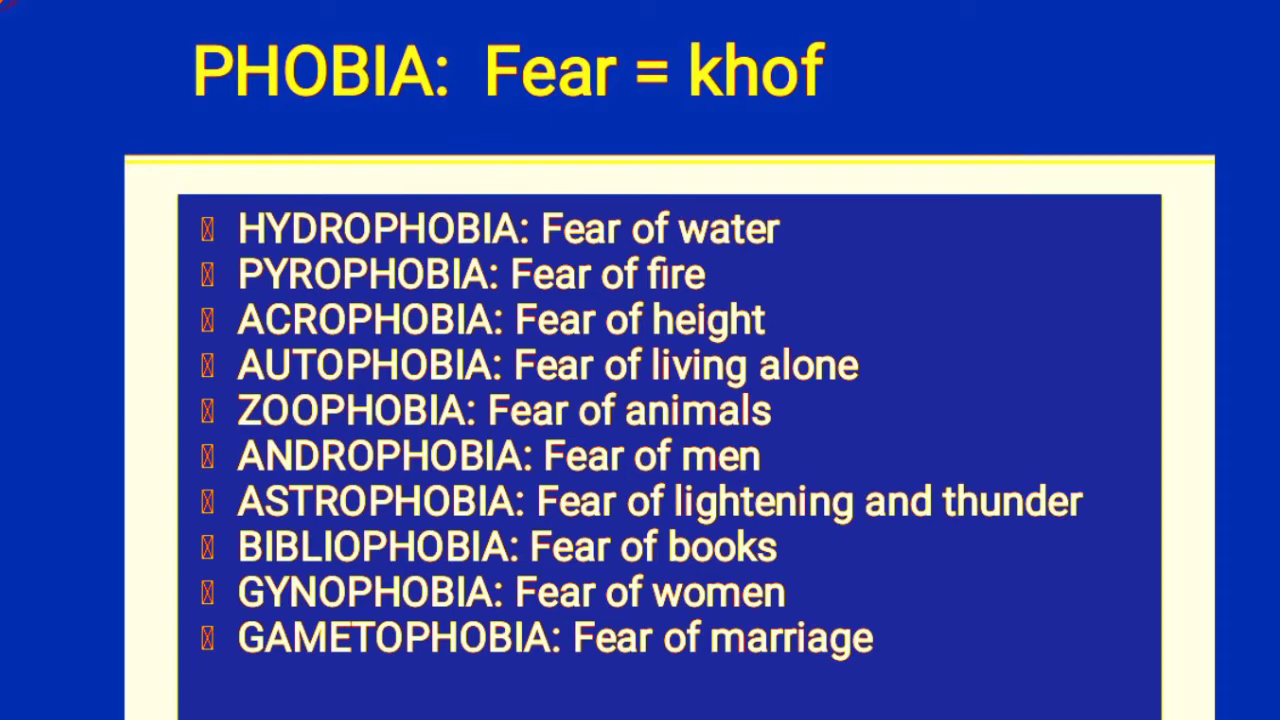 PHOBIA: Fear = khof
HYDROPHOBIA: Fear of water
PYROPHOBIA: Fear of fire
ACROPHOBIA: Fear of height
AUTOPHOBIA: Fear of living alone
ZOOPHOBIA: Fear of animals
ANDROPHOBIA: Fear of men
ASTROPHOBIA: Fear of lightening and thunder
BIBLIOPHOBIA: Fear of books
GYNOPHOBIA: Fear of women
GAMETOPHOBIA: Fear of marriage